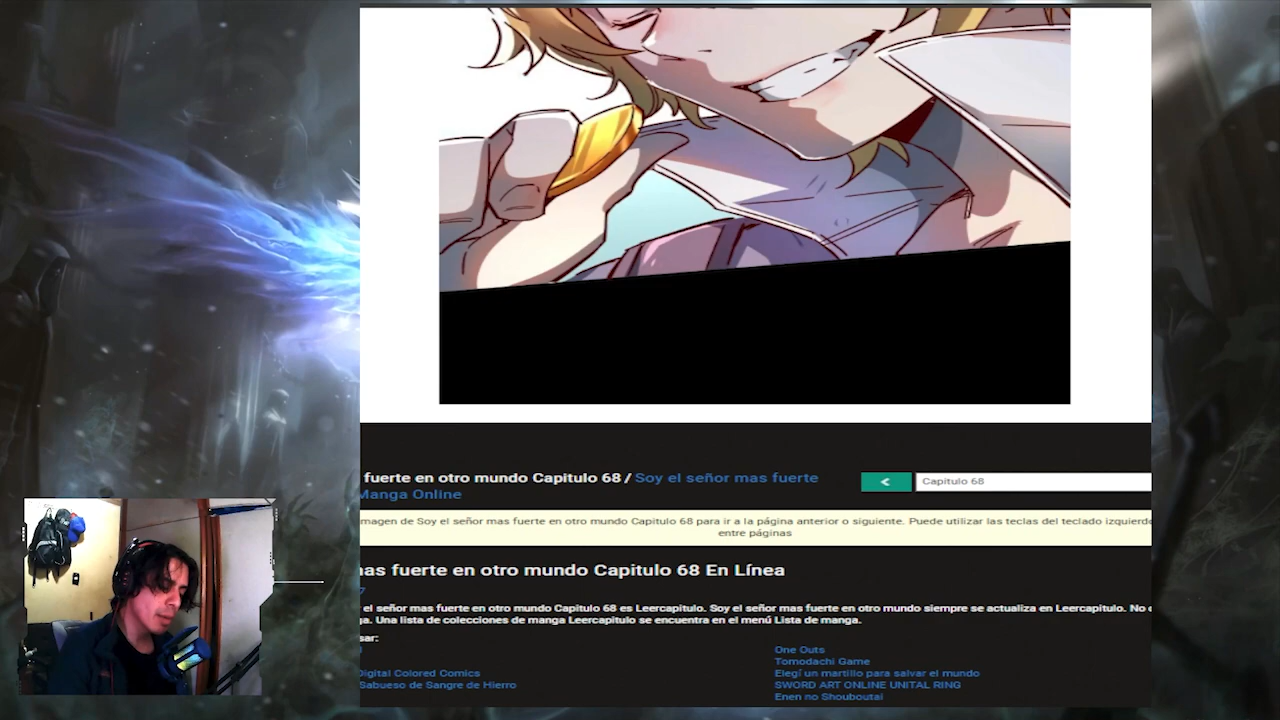 fuerte en otro mundo Capitulo 68 / Soy el señor mas fuerte
Manga Online
Capitulo 68
magen de Soy el señor mas fuerte en otro mundo Capitulo 68 para ir a la página anterior o siguiente. Puede utilizar las teclas del teclado izquierdo
entre páginas
as fuerte en otro mundo Capitulo 68 En Línea
el señor mas fuerte en otro mundo Capitulo 68 es Leercapitulo. Soy el señor mas fuerte en otro mundo siempre se actualiza en Leercapitulo. No
a. Una lista de colecciones de manga Leercapitulo se encuentra en el menú Lista de manga.
sar:
One Outs
Tomodachi Game
Digital Colored Comics
Elegí un martillo para salvar el mundo
Sabueso de Sangre de Hierro
SWORD ART ONLINE UNITAL RING
Enen no Shouboutai